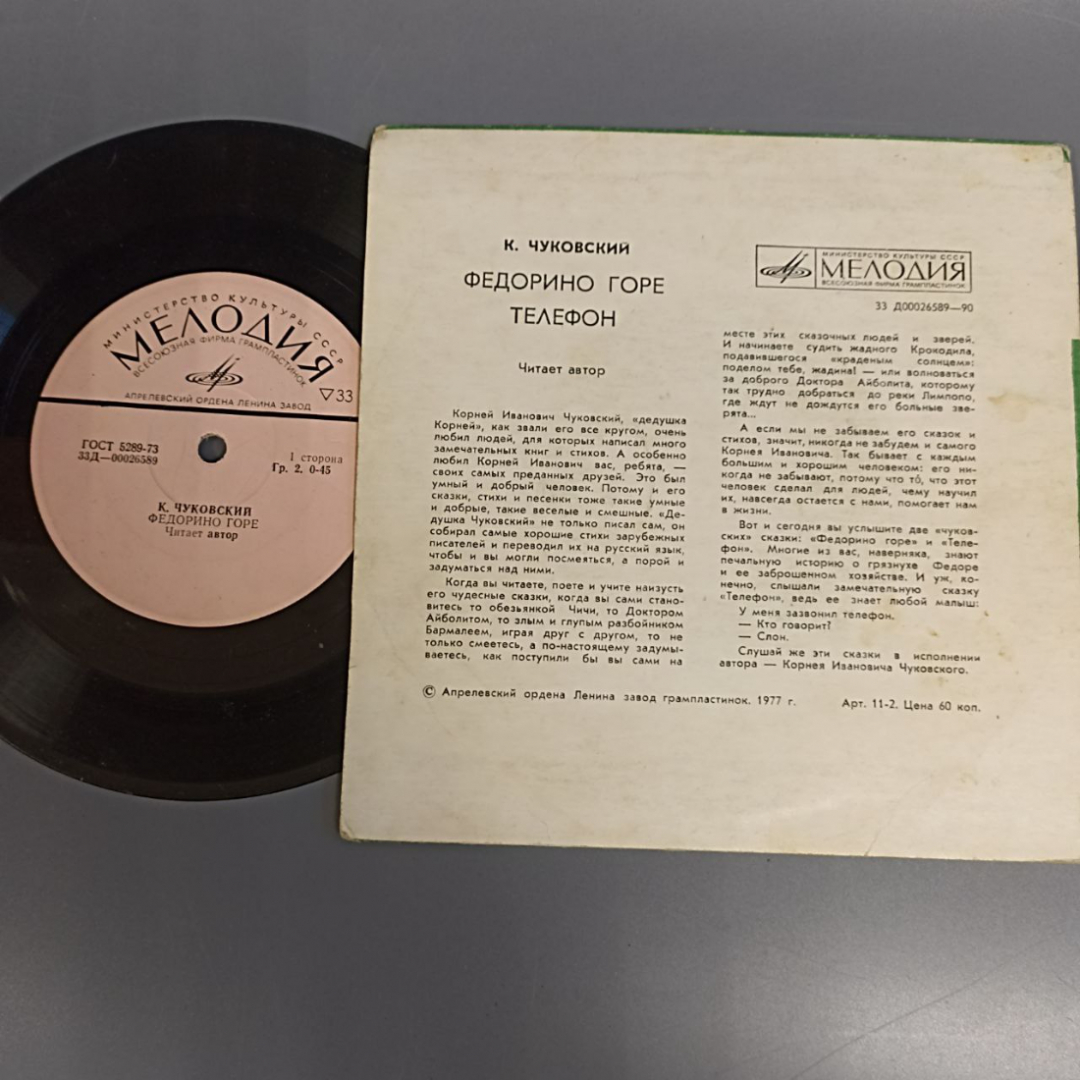 МИНИСТЕРСТВО КУЛЬТУРЫ СССР
МЕЛОДИЯ
ВСЕСОЮЗНАЯ ФИРМА ГРАМПЛАСТИНОК
АПРЕЛЕВСКИЙ ОРДЕНА ЛЕНИНА ЗАВОД
▽33
ГОСТ 5289-73
33Д—00026589
1 сторона
Гр. 2. 0-45
К. ЧУКОВСКИЙ
ФЕДОРИНО ГОРЕ
Читает автор
К. ЧУКОВСКИЙ
ФЕДОРИНО ГОРЕ
ТЕЛЕФОН
Читает автор
Корней Иванович Чуковский, «дедушка
Корней», как звали его все кругом, очень
любил людей, для которых написал много
замечательных книг и стихов. А особенно
любил Корней Иванович вас, ребята, —
своих самых преданных друзей. Это был
умный и добрый человек. Потому и его
сказки, стихи и песенки тоже такие умные
и добрые, такие веселые и смешные. «Де-
душка Чуковский» не только писал сам, он
собирал самые хорошие стихи зарубежных
писателей и переводил их на русский язык,
чтобы и вы могли посмеяться, а порой и
задуматься над ними.
Когда вы читаете, поете и учите наизусть
его чудесные сказки, когда вы сами стано-
витесь то обезьянкой Чичи, то Доктором
Айболитом, то злым и глупым разбойником
Бармалеем, играя друг с другом, то не
только смеетесь, а по-настоящему задумы-
ваетесь, как поступили бы вы сами на
МИНИСТЕРСТВО КУЛЬТУРЫ СССР
МЕЛОДИЯ
ВСЕСОЮЗНАЯ ФИРМА ГРАМПЛАСТИНОК
33 Д00026589—90
месте этих сказочных людей и зверей.
И начинаете судить жадного Крокодила,
подавившегося «краденым солнцем»:
поделом тебе, жадина! — или волноваться
за доброго Доктора Айболита, которому
так трудно добраться до реки Лимпопо,
где ждут не дождутся его больные зве-
рята...
А если мы не забываем его сказок и
стихов, значит, никогда не забудем и самого
Корнея Ивановича. Так бывает с каждым
большим и хорошим человеком: его ни-
когда не забывают, потому что то, что этот
человек сделал для людей, чему научил
их, навсегда остается с нами, помогает нам
в жизни.
Вот и сегодня вы услышите две «чуков-
ских» сказки: «Федорино горе» и «Теле-
фон». Многие из вас, наверняка, знают
печальную историю о грязнухе Федоре
и ее заброшенном хозяйстве. И уж, ко-
нечно, слышали замечательную сказку
«Телефон», ведь ее знает любой малыш:
У меня зазвонил телефон.
— Кто говорит?
— Слон.
Слушай же эти сказки в исполнении
автора — Корнея Ивановича Чуковского.
© Апрелевский ордена Ленина завод грампластинок. 1977 г.
Арт. 11-2. Цена 60 коп.